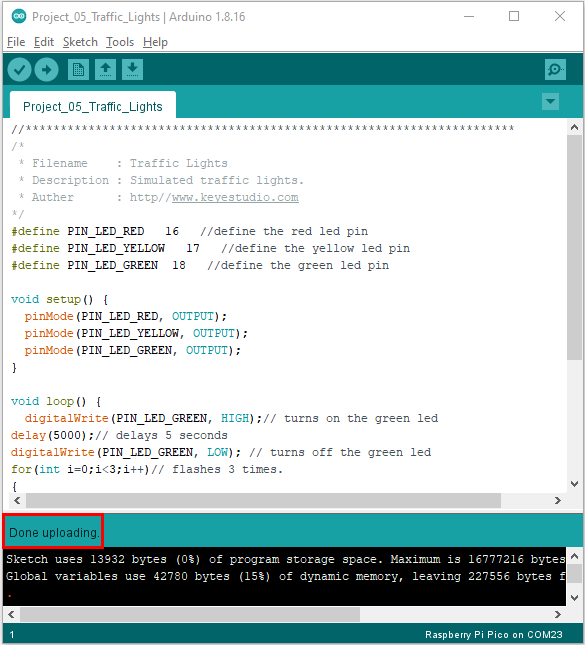 Project_05_Traffic_Lights | Arduino 1.8.16
File Edit Sketch Tools Help
Project_05_Traffic_Lights
//**********************************************************************
/*
 * Filename    : Traffic Lights
 * Description : Simulated traffic lights.
 * Auther      : http//www.keyestudio.com
*/
#define PIN_LED_RED   16   //define the red led pin
#define PIN_LED_YELLOW   17   //define the yellow led pin
#define PIN_LED_GREEN  18   //define the green led pin
void setup() {
  pinMode(PIN_LED_RED, OUTPUT);
  pinMode(PIN_LED_YELLOW, OUTPUT);
  pinMode(PIN_LED_GREEN, OUTPUT);
}
void loop() {
  digitalWrite(PIN_LED_GREEN, HIGH);// turns on the green led
delay(5000);// delays 5 seconds
digitalWrite(PIN_LED_GREEN, LOW); // turns off the green led
for(int i=0;i<3;i++)// flashes 3 times.
{
Done uploading.
Sketch uses 13932 bytes (0%) of program storage space. Maximum is 16777216 bytes
Global variables use 42780 bytes (15%) of dynamic memory, leaving 227556 bytes f
.
1 Raspberry Pi Pico on COM23